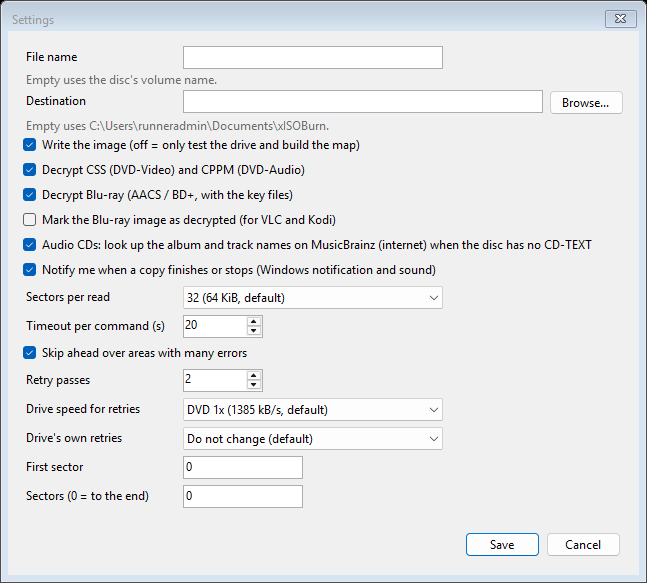 Settings
File name
Empty uses the disc's volume name.
Destination
Browse...
Empty uses C:\Users\runneradmin\Documents\xISOBurn.
Write the image (off = only test the drive and build the map)
Decrypt CSS (DVD-Video) and CPPM (DVD-Audio)
Decrypt Blu-ray (AACS / BD+, with the key files)
Mark the Blu-ray image as decrypted (for VLC and Kodi)
Audio CDs: look up the album and track names on MusicBrainz (internet) when the disc has no CD-TEXT
Notify me when a copy finishes or stops (Windows notification and sound)
Sectors per read 32 (64 KiB, default)
Timeout per command (s) 20
Skip ahead over areas with many errors
Retry passes 2
Drive speed for retries DVD 1x (1385 kB/s, default)
Drive's own retries Do not change (default)
First sector 0
Sectors (0 = to the end) 0
Save Cancel